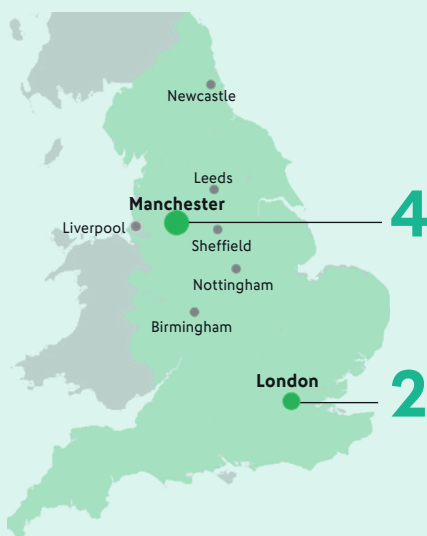 Newcastle
Leeds
Manchester
4
Liverpool
Sheffield
Nottingham
Birmingham
London
2